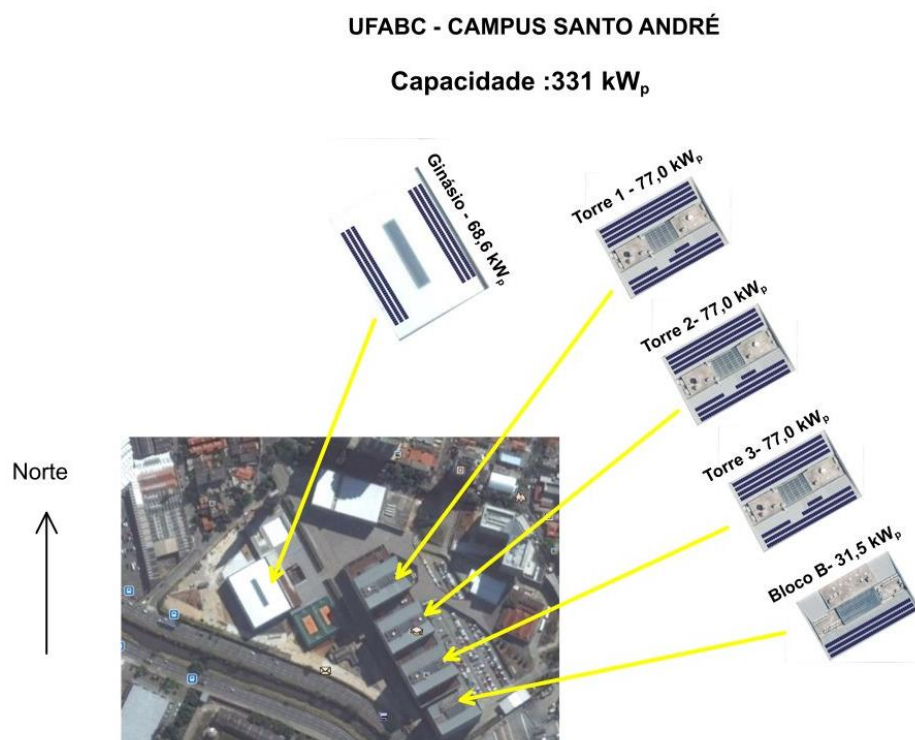 UFABC - CAMPUS SANTO ANDRÉ
Capacidade :331 kWp
Ginásio - 68,6 kWp
Torre 1 - 77,0 kWp
Torre 2- 77,0 kWp
Torre 3- 77,0 kWp
Bloco B- 31,5 kWp
Norte